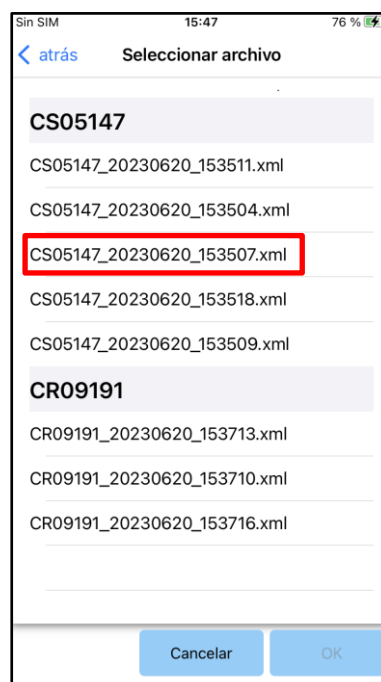 Sin SIM 15:47 76 %
atrás Seleccionar archivo
CS05147
CS05147_20230620_153511.xml
CS05147_20230620_153504.xml
CS05147_20230620_153507.xml
CS05147_20230620_153518.xml
CS05147_20230620_153509.xml
CR09191
CR09191_20230620_153713.xml
CR09191_20230620_153710.xml
CR09191_20230620_153716.xml
Cancelar OK